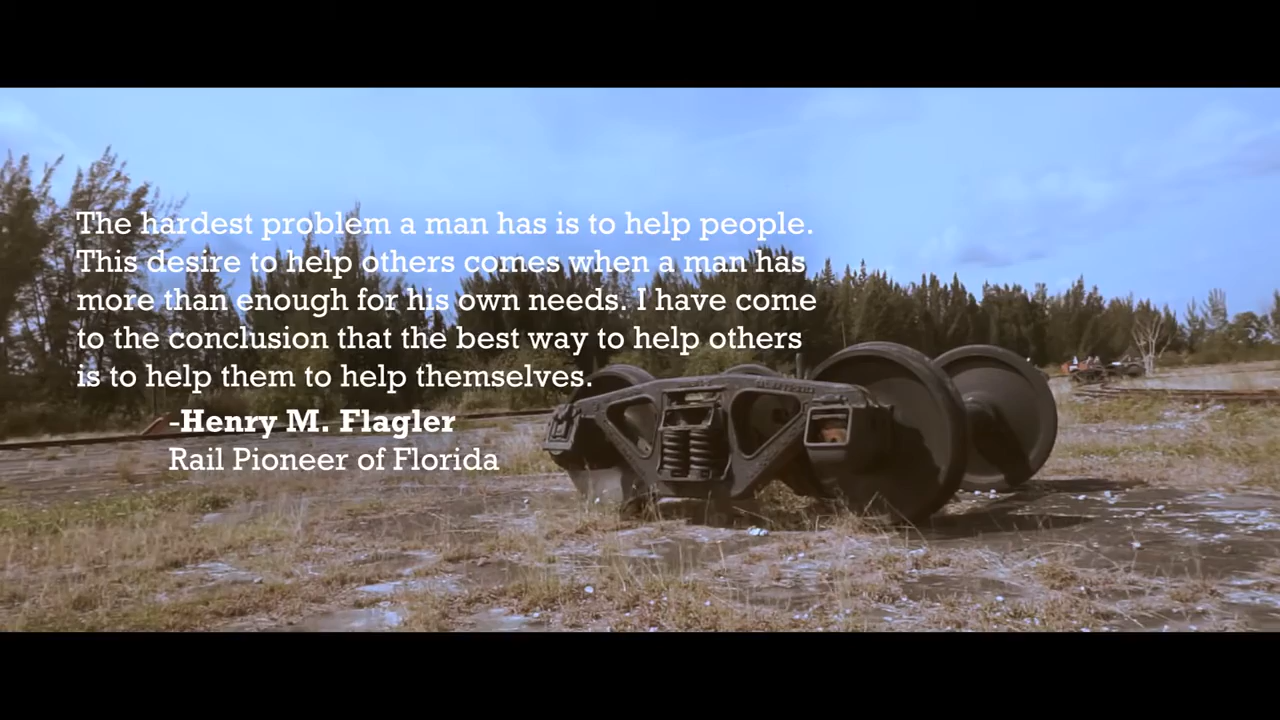 The hardest problem a man has is to help people.
This desire to help others comes when a man has
more than enough for his own needs. I have come
to the conclusion that the best way to help others
is to help them to help themselves.
-Henry M. Flagler
Rail Pioneer of Florida